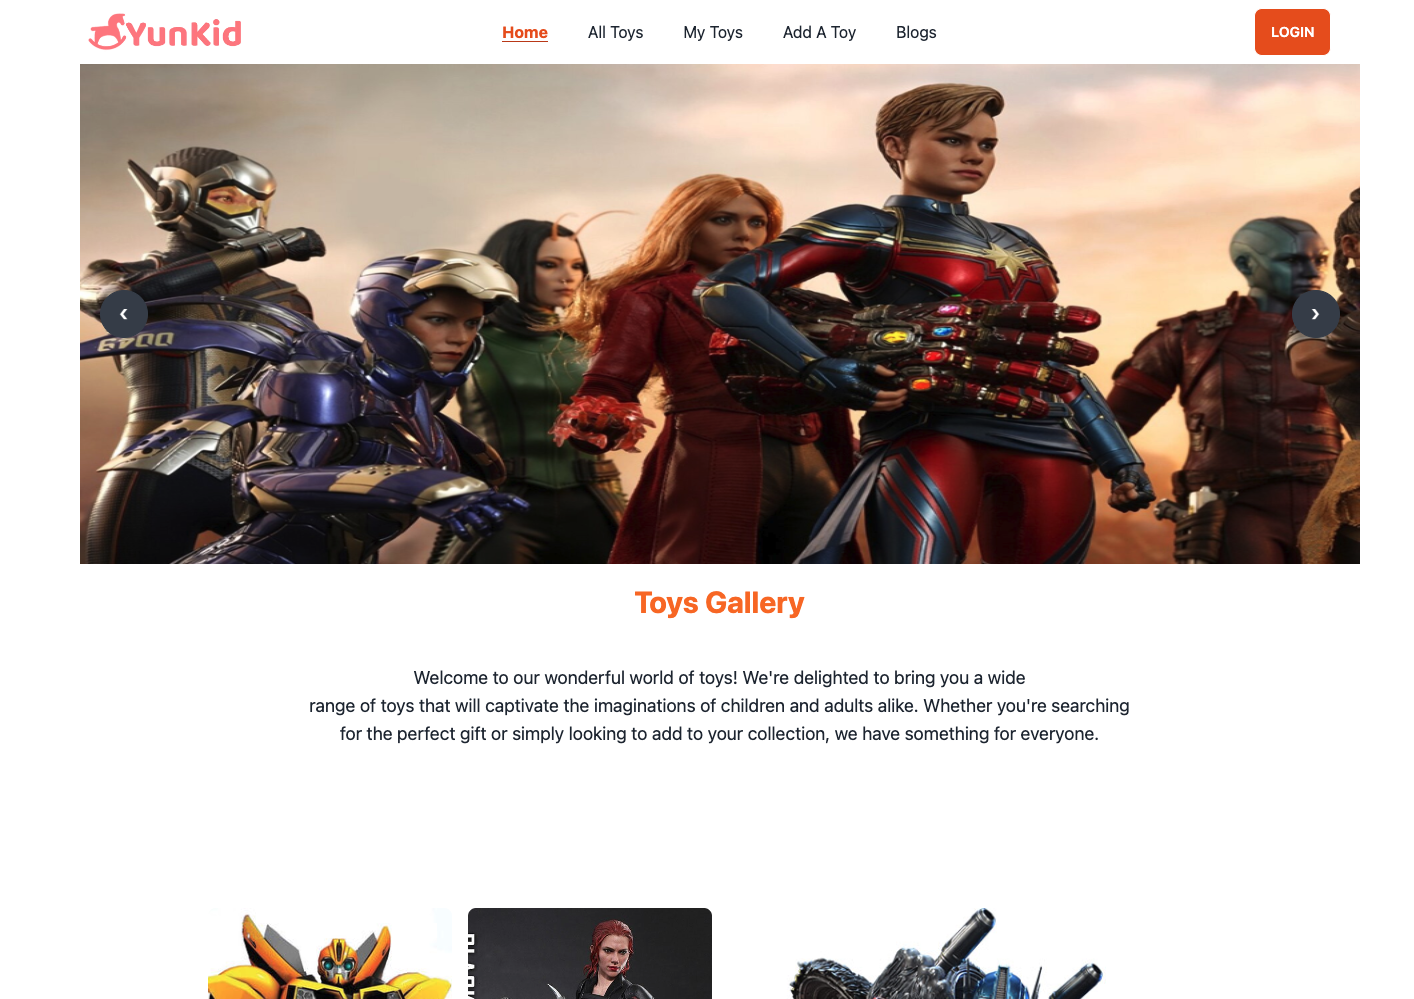 YunKid
Home
All Toys
My Toys
Add A Toy
Blogs
LOGIN
0049
‹
›
Toys Gallery
Welcome to our wonderful world of toys! We're delighted to bring you a wide
range of toys that will captivate the imaginations of children and adults alike. Whether you're searching
for the perfect gift or simply looking to add to your collection, we have something for everyone.